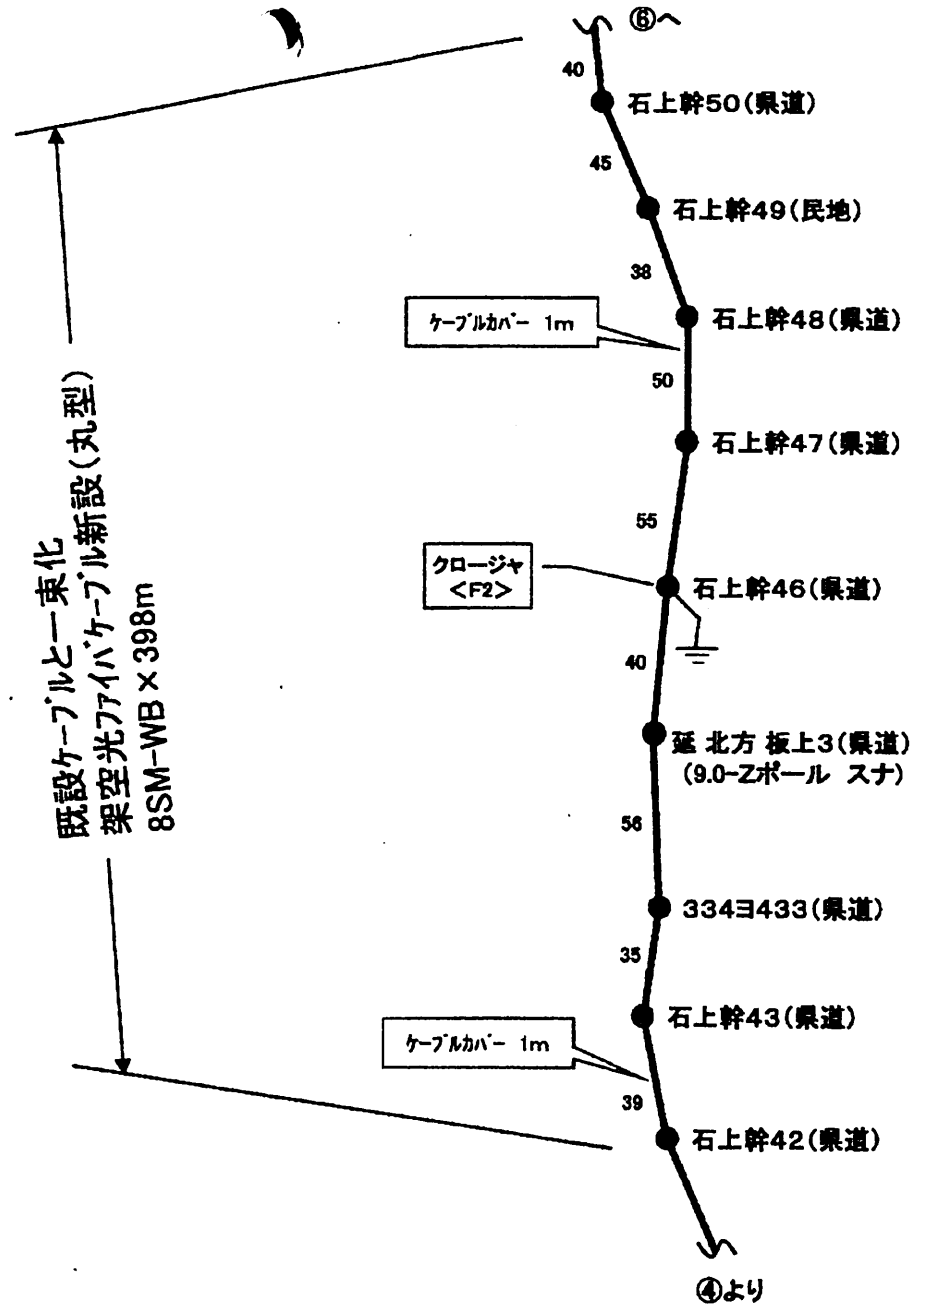 ⑥へ
40
石上幹50(県道)
45
石上幹49(民地)
38
ケーブルカバー 1m
石上幹48(県道)
50
石上幹47(県道)
55
クロージャ
<F2>
石上幹46(県道)
40
延 北方 板上3(県道)
(9.0-Zポール スナ)
56
334ヨ433(県道)
35
石上幹43(県道)
ケーブルカバー 1m
39
石上幹42(県道)
④より
既設ケーブルと一束化
架空光ファイバケーブル新設(丸型)
8SM-WB×398m